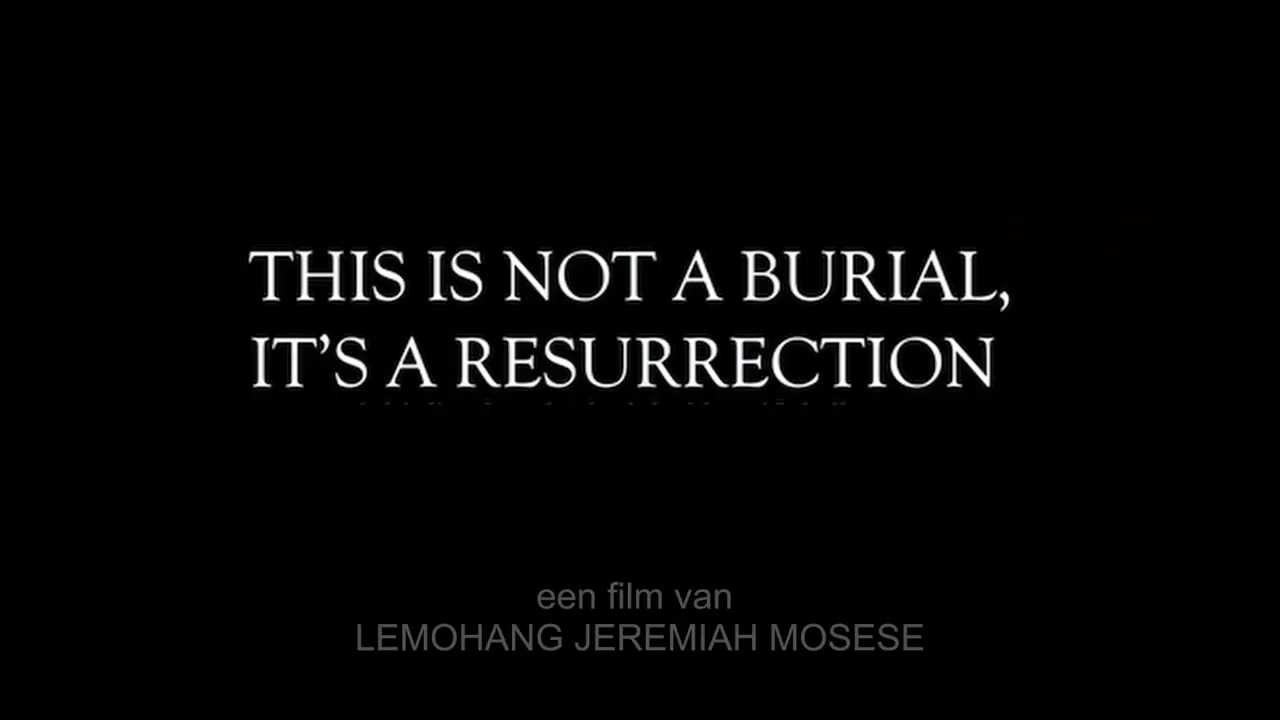 THIS IS NOT A BURIAL,
IT’S A RESURRECTION
een film van
LEMOHANG JEREMIAH MOSESE